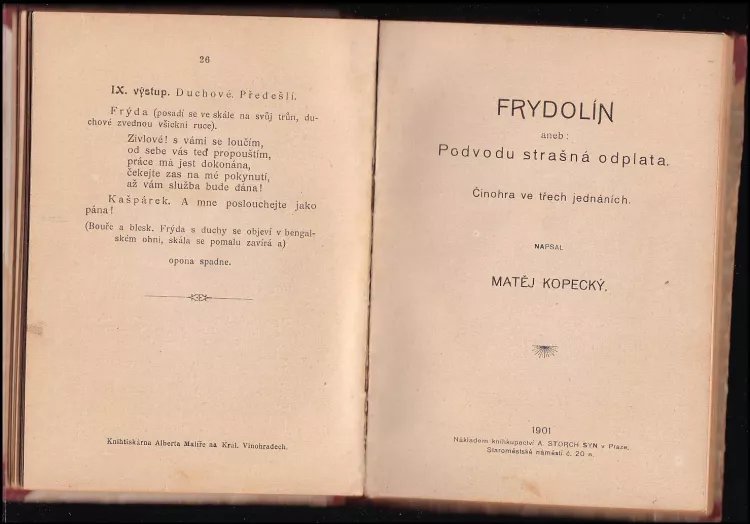 26
IX. výstup. Duchové. Předešlí.
Frýda (posadí se ve skále na svůj trůn, du-
chové zvednou všickni ruce).
Živlové! s vámi se loučím,
od sebe vás teď propouštím,
práce má jest dokonána,
čekejte zas na mé pokynutí,
až vám služba bude dána!
Kašpárek. A mne poslouchejte jako
pána!
(Bouře a blesk. Frýda s duchy se objeví v bengal-
ském ohni, skála se pomalu zavírá a)
opona spadne.
Knihtiskárna Alberta Malíře na Král. Vinohradech.
FRYDOLÍN
aneb:
Podvodu strašná odplata.
Činohra ve třech jednáních.
NAPSAL
MATĚJ KOPECKÝ.
1901
Nákladem knihkupectví A. STORCH SYN v Praze,
Staroměstské náměstí č. 20 n.